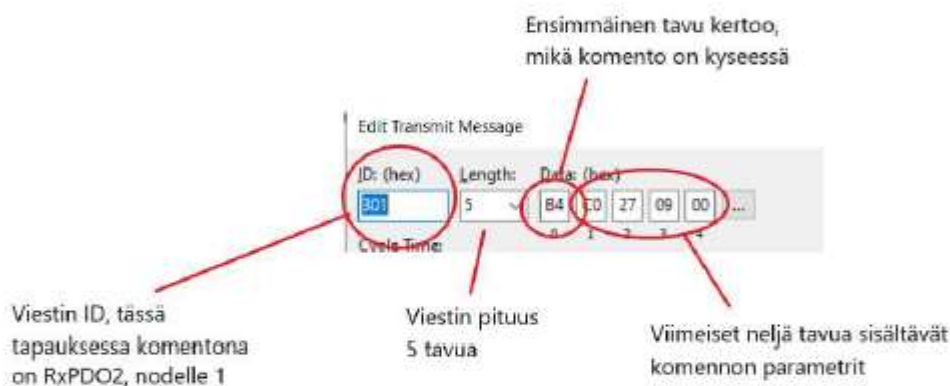 Ensimmäinen tavu kertoo,
mikä komento on kyseessä
Edit Transmit Message
ID: (hex) Length: Data: (hex)
301 5 B4 C0 27 09 00 ...
0 1 2 3 4
Cycle Time:
Viestin ID, tässä
tapauksessa komentona
on RxPDO2, nodelle 1
Viestin pituus
5 tavua
Viimeiset neljä tavua sisältävät
komennon parametrit